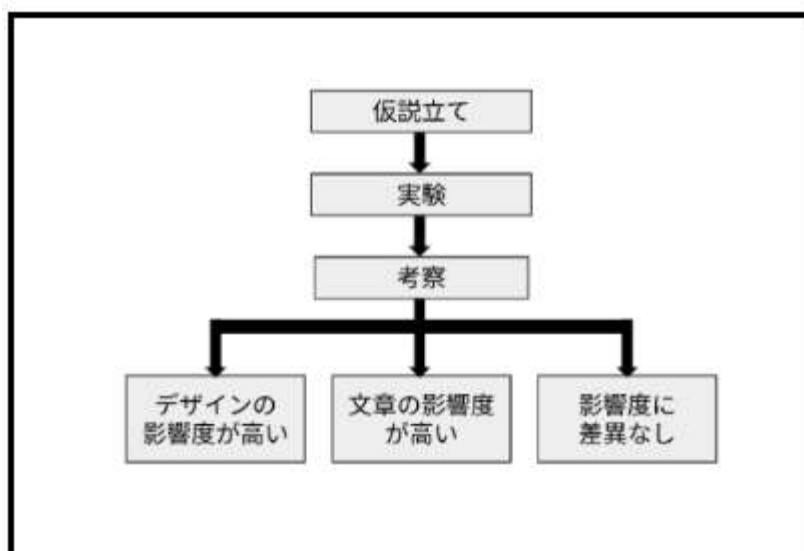 仮説立て
実験
考察
デザインの
影響度が高い
文章の影響度
が高い
影響度に
差異なし